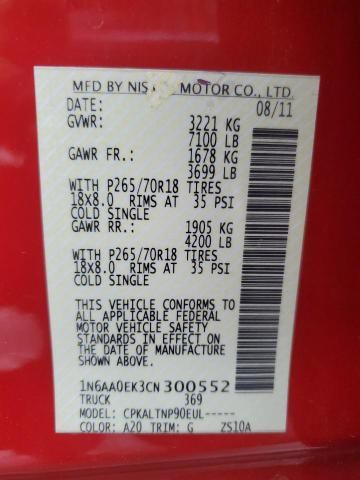 MFD BY NIS MOTOR CO., LTD.
DATE: 08/11
GVWR: 3221 KG
7100 LB
GAWR FR.: 1678 KG
3699 LB
WITH P265/70R18 TIRES
18X8.0 RIMS AT 35 PSI
COLD SINGLE
GAWR RR.: 1905 KG
4200 LB
WITH P265/70R18 TIRES
18X8.0 RIMS AT 35 PSI
COLD SINGLE
THIS VEHICLE CONFORMS TO
ALL APPLICABLE FEDERAL
MOTOR VEHICLE SAFETY
STANDARDS IN EFFECT ON THE
DATE OF MANUFACTURE
SHOWN ABOVE.
1N6AA0EK3CN300552
TRUCK 369
MODEL: CPKALTNP90EUL-----
COLOR: A20 TRIM: G ZS10A